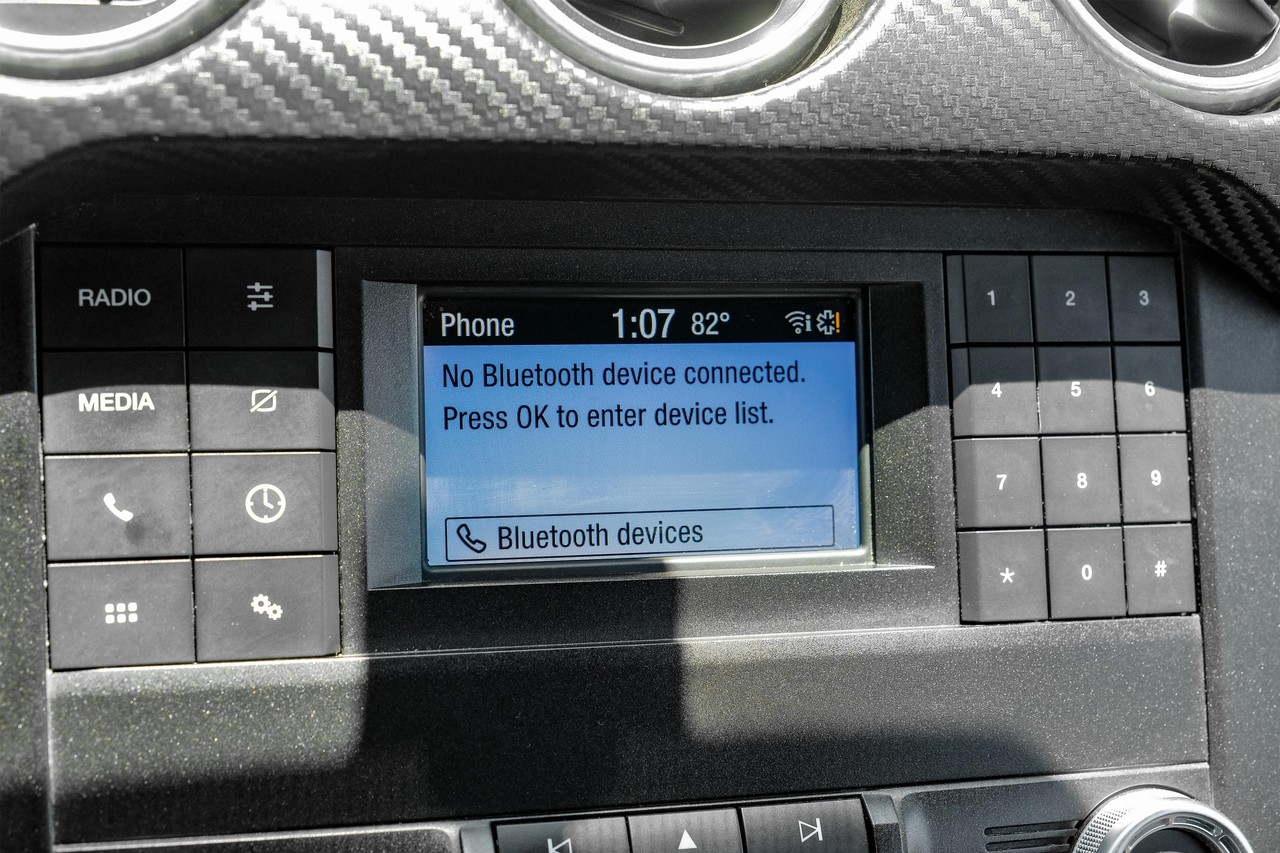 RADIO
MEDIA
Phone 1:07 82°
No Bluetooth device connected.
Press OK to enter device list.
Bluetooth devices
1 2 3
4 5 6
7 8 9
* 0 #